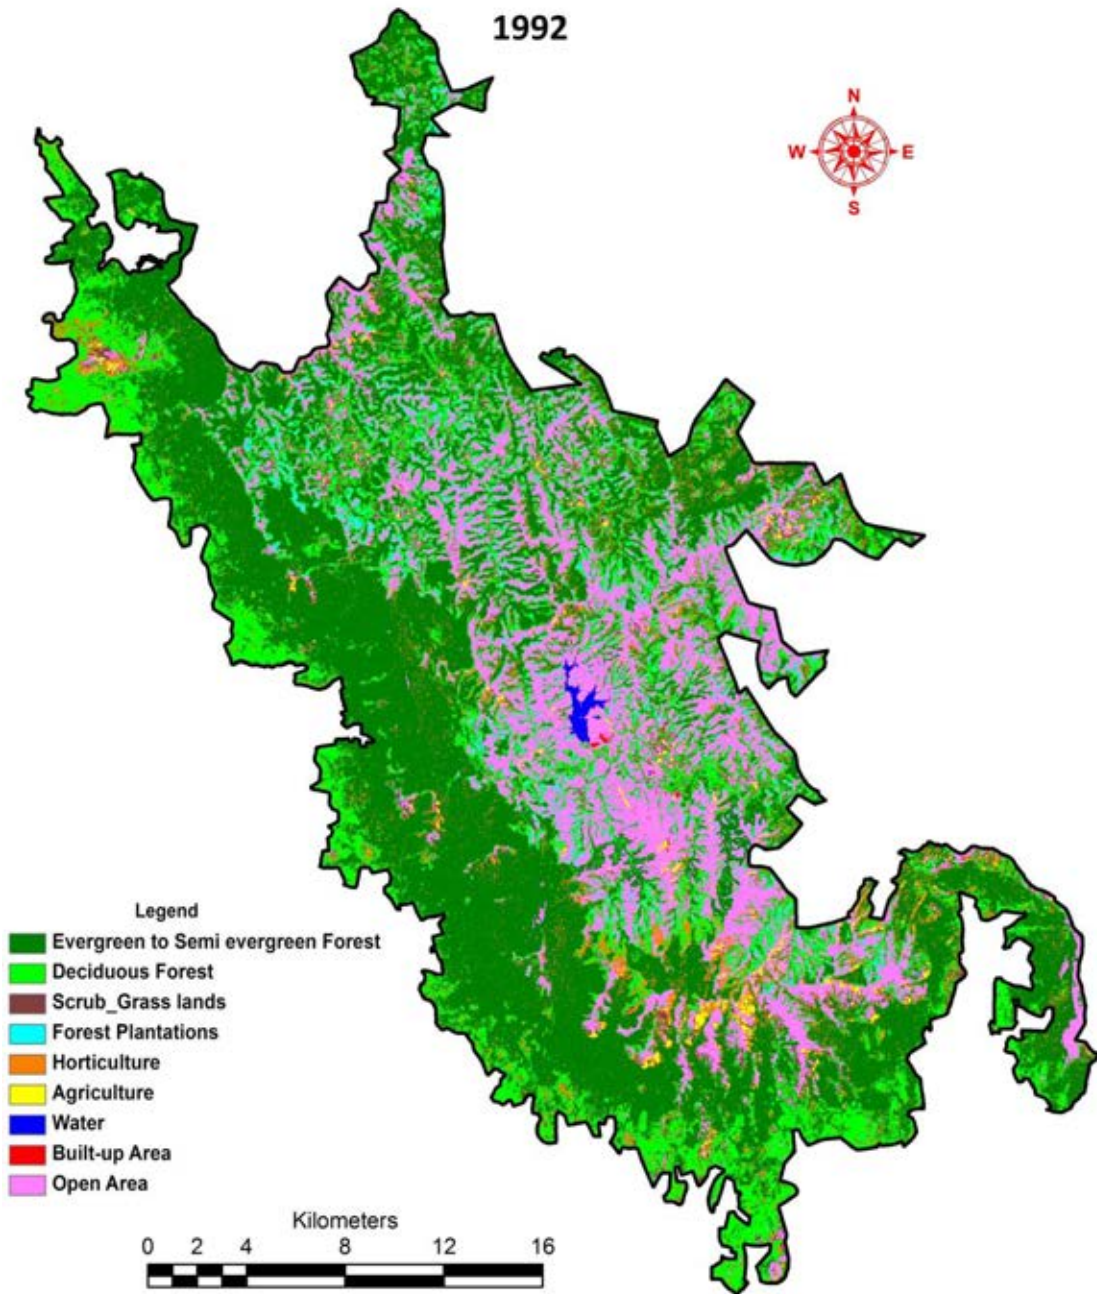 1992
N
W E
S
Legend
Evergreen to Semi evergreen Forest
Deciduous Forest
Scrub_Grass lands
Forest Plantations
Horticulture
Agriculture
Water
Built-up Area
Open Area
Kilometers
0 2 4 8 12 16